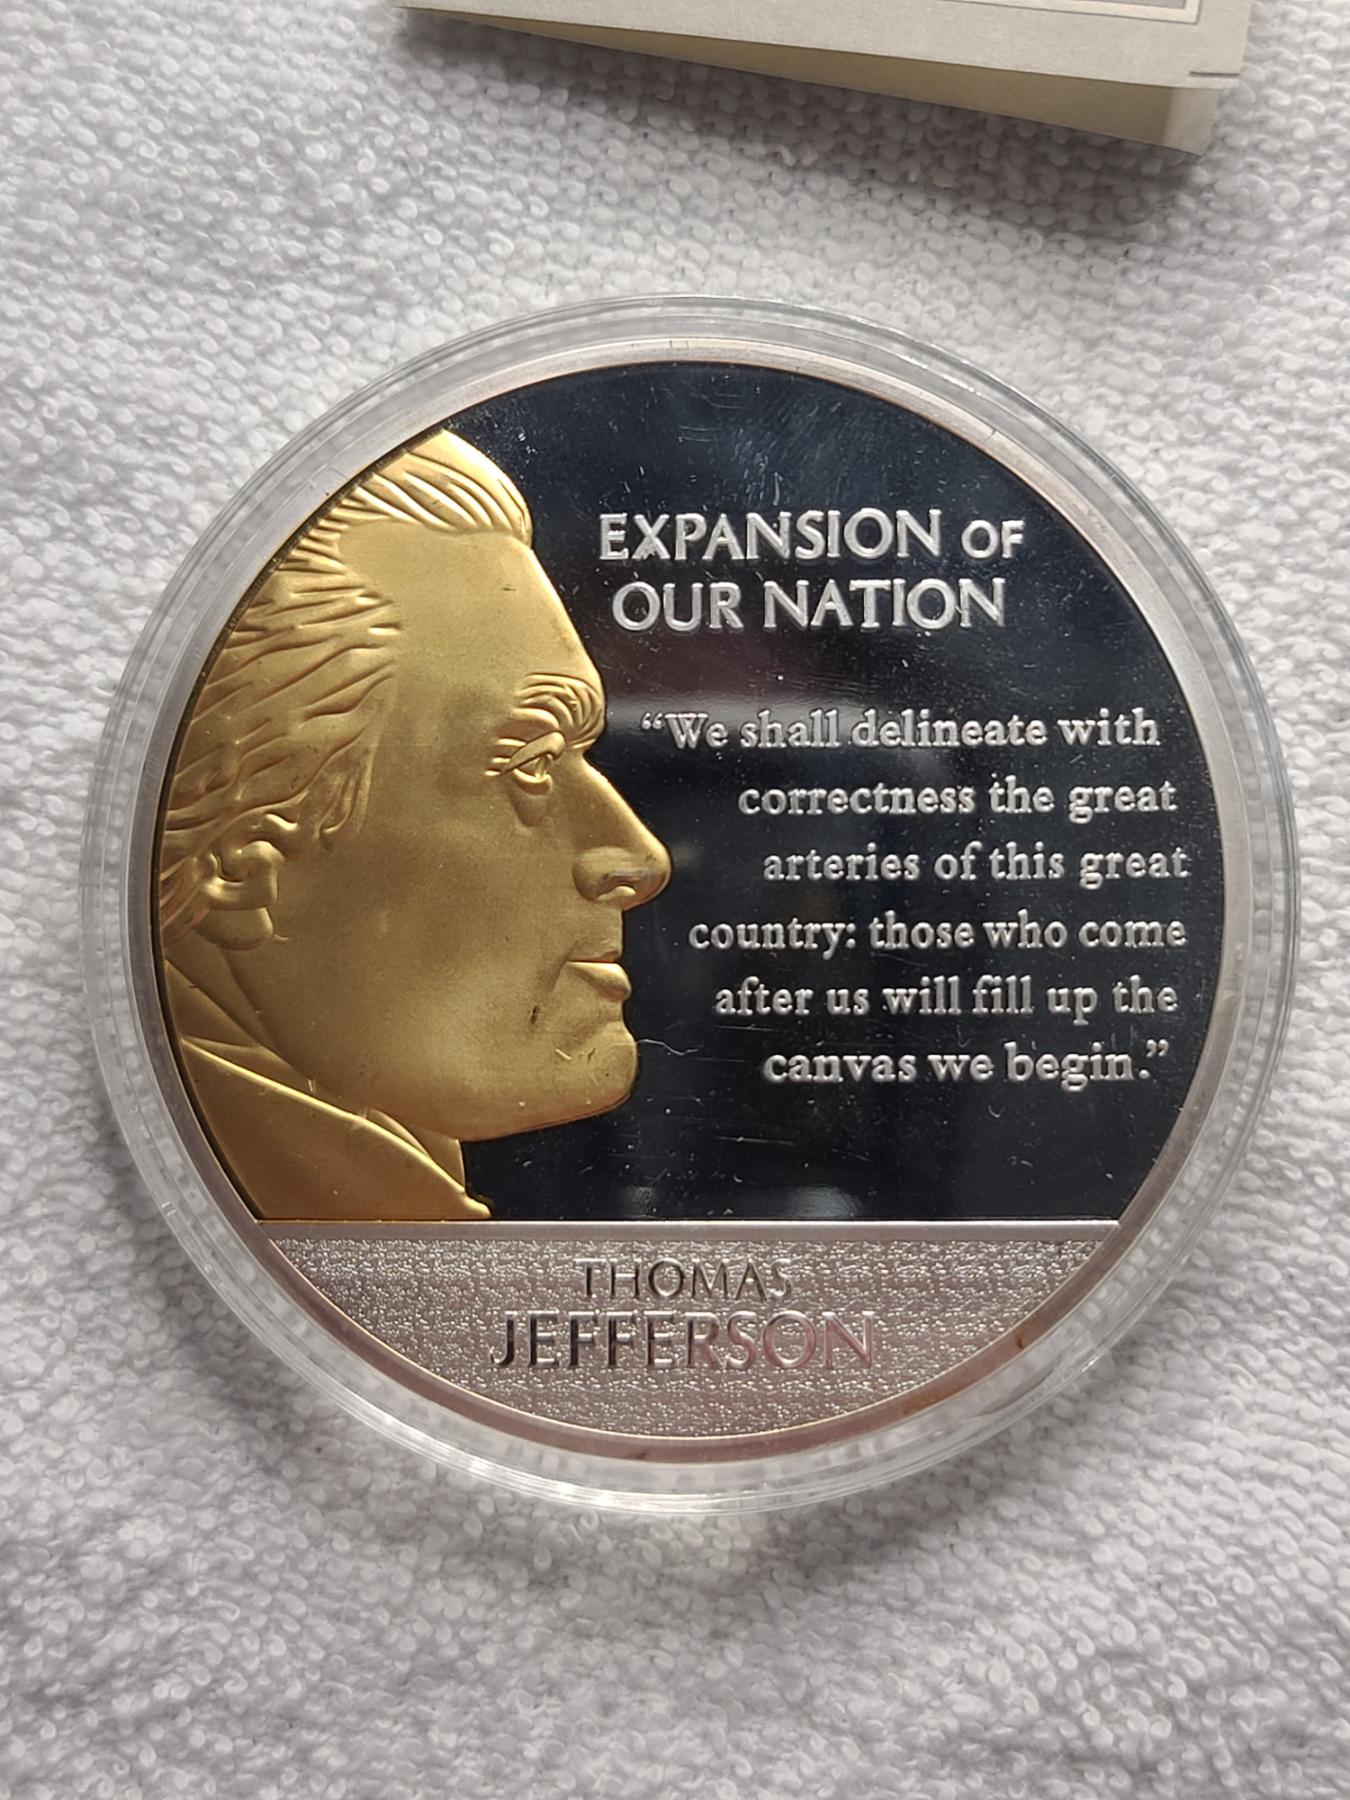 EXPANSION OF
OUR NATION
“We shall delineate with
correctness the great
arteries of this great
country: those who come
after us will fill up the
canvas we begin.”
THOMAS
JEFFERSON